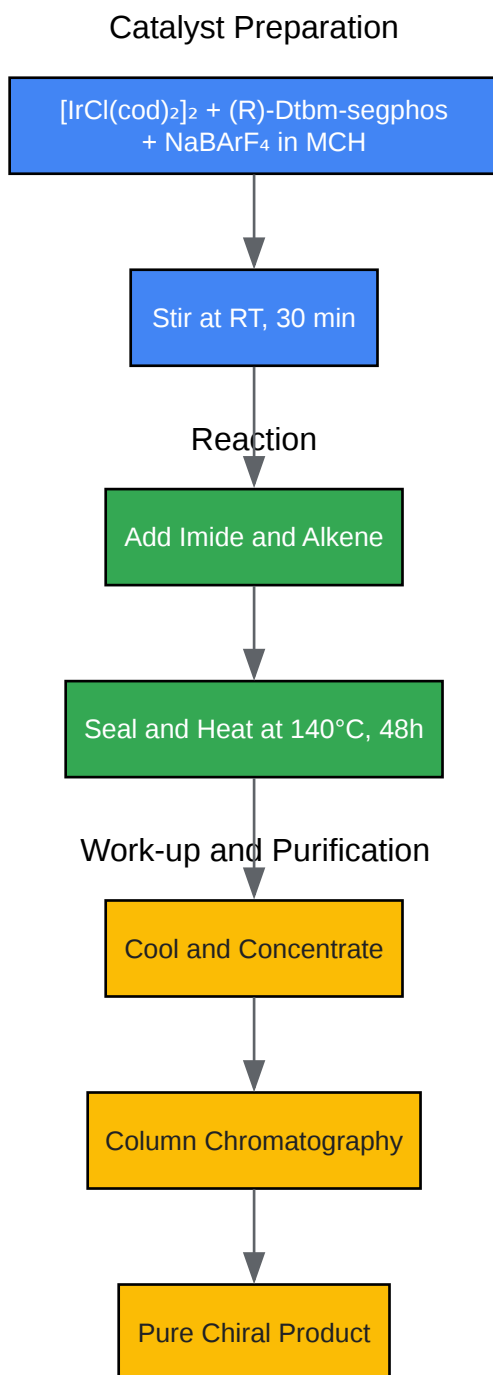 Catalyst Preparation
[IrCl(cod)₂]₂ + (R)-Dtbm-segphos
+ NaBArF₄ in MCH
Stir at RT, 30 min
Reaction
Add Imide and Alkene
Seal and Heat at 140°C, 48h
Work-up and Purification
Cool and Concentrate
Column Chromatography
Pure Chiral Product